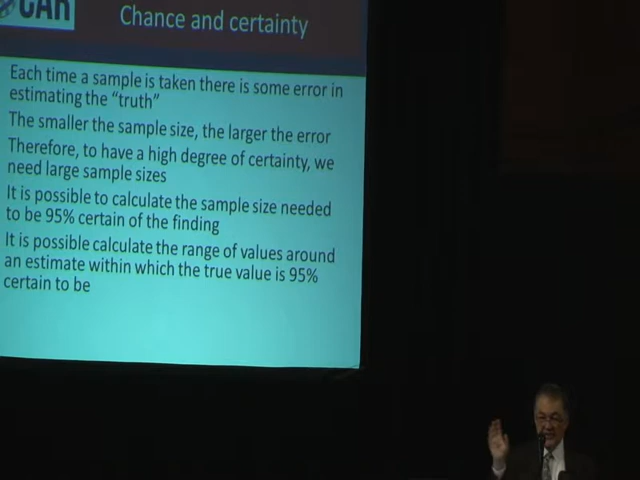 CAR
Chance and certainty
Each time a sample is taken there is some error in
estimating the “truth”
The smaller the sample size, the larger the error
Therefore, to have a high degree of certainty, we
need large sample sizes
It is possible to calculate the sample size needed
to be 95% certain of the finding
It is possible calculate the range of values around
an estimate within which the true value is 95%
certain to be